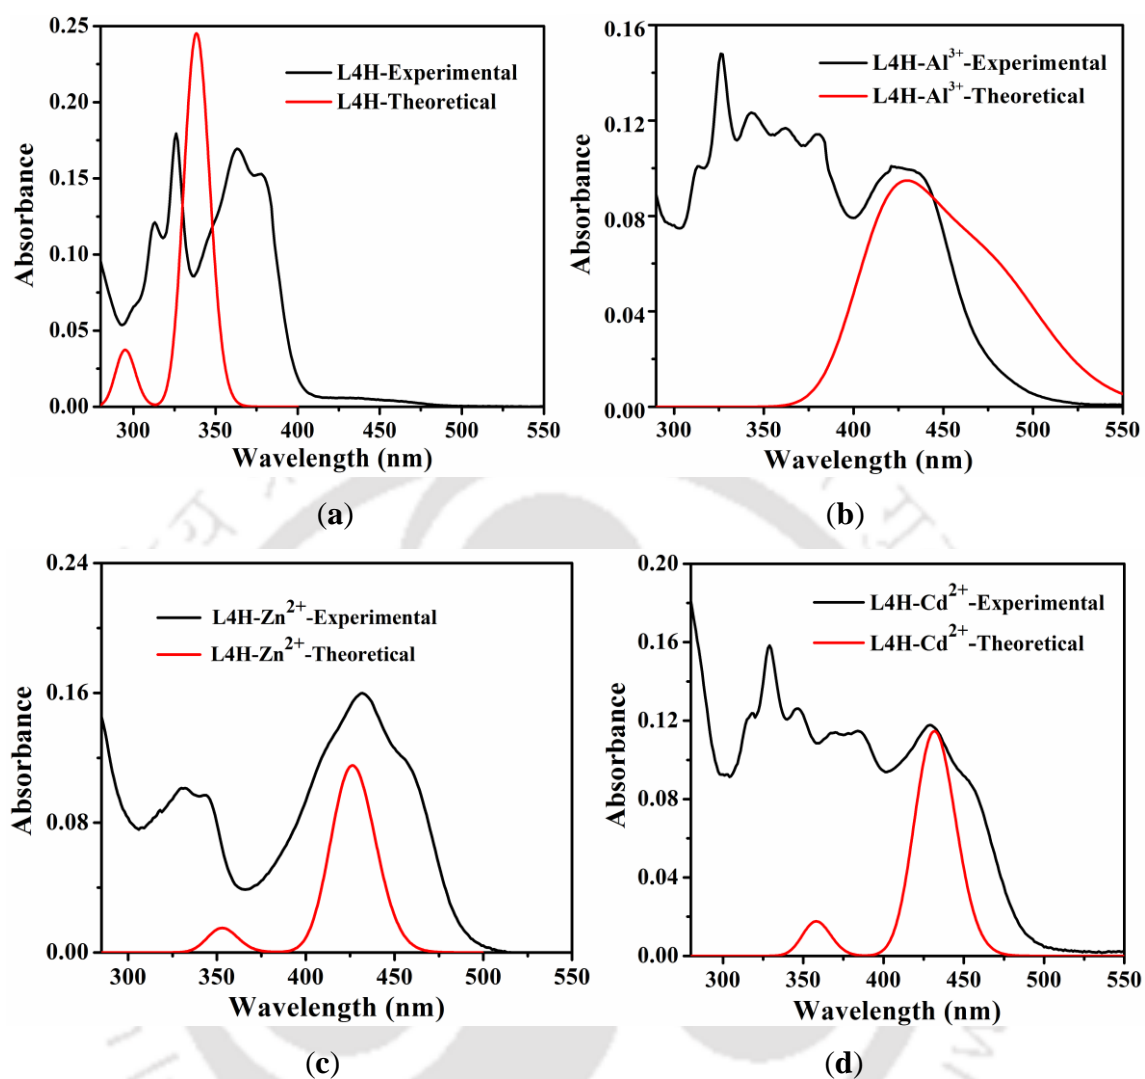 0.25
0.20
0.15
0.10
0.05
0.00
Absorbance
L4H-Experimental
L4H-Theoretical
300 350 400 450 500 550
Wavelength (nm)
(a)
0.16
0.12
0.08
0.04
0.00
Absorbance
L4H-Al³⁺-Experimental
L4H-Al³⁺-Theoretical
300 350 400 450 500 550
Wavelength (nm)
(b)
0.24
0.16
0.08
0.00
Absorbance
L4H-Zn²⁺-Experimental
L4H-Zn²⁺-Theoretical
300 350 400 450 500 550
Wavelength (nm)
(c)
0.20
0.16
0.12
0.08
0.04
0.00
Absorbance
L4H-Cd²⁺-Experimental
L4H-Cd²⁺-Theoretical
300 350 400 450 500 550
Wavelength (nm)
(d)